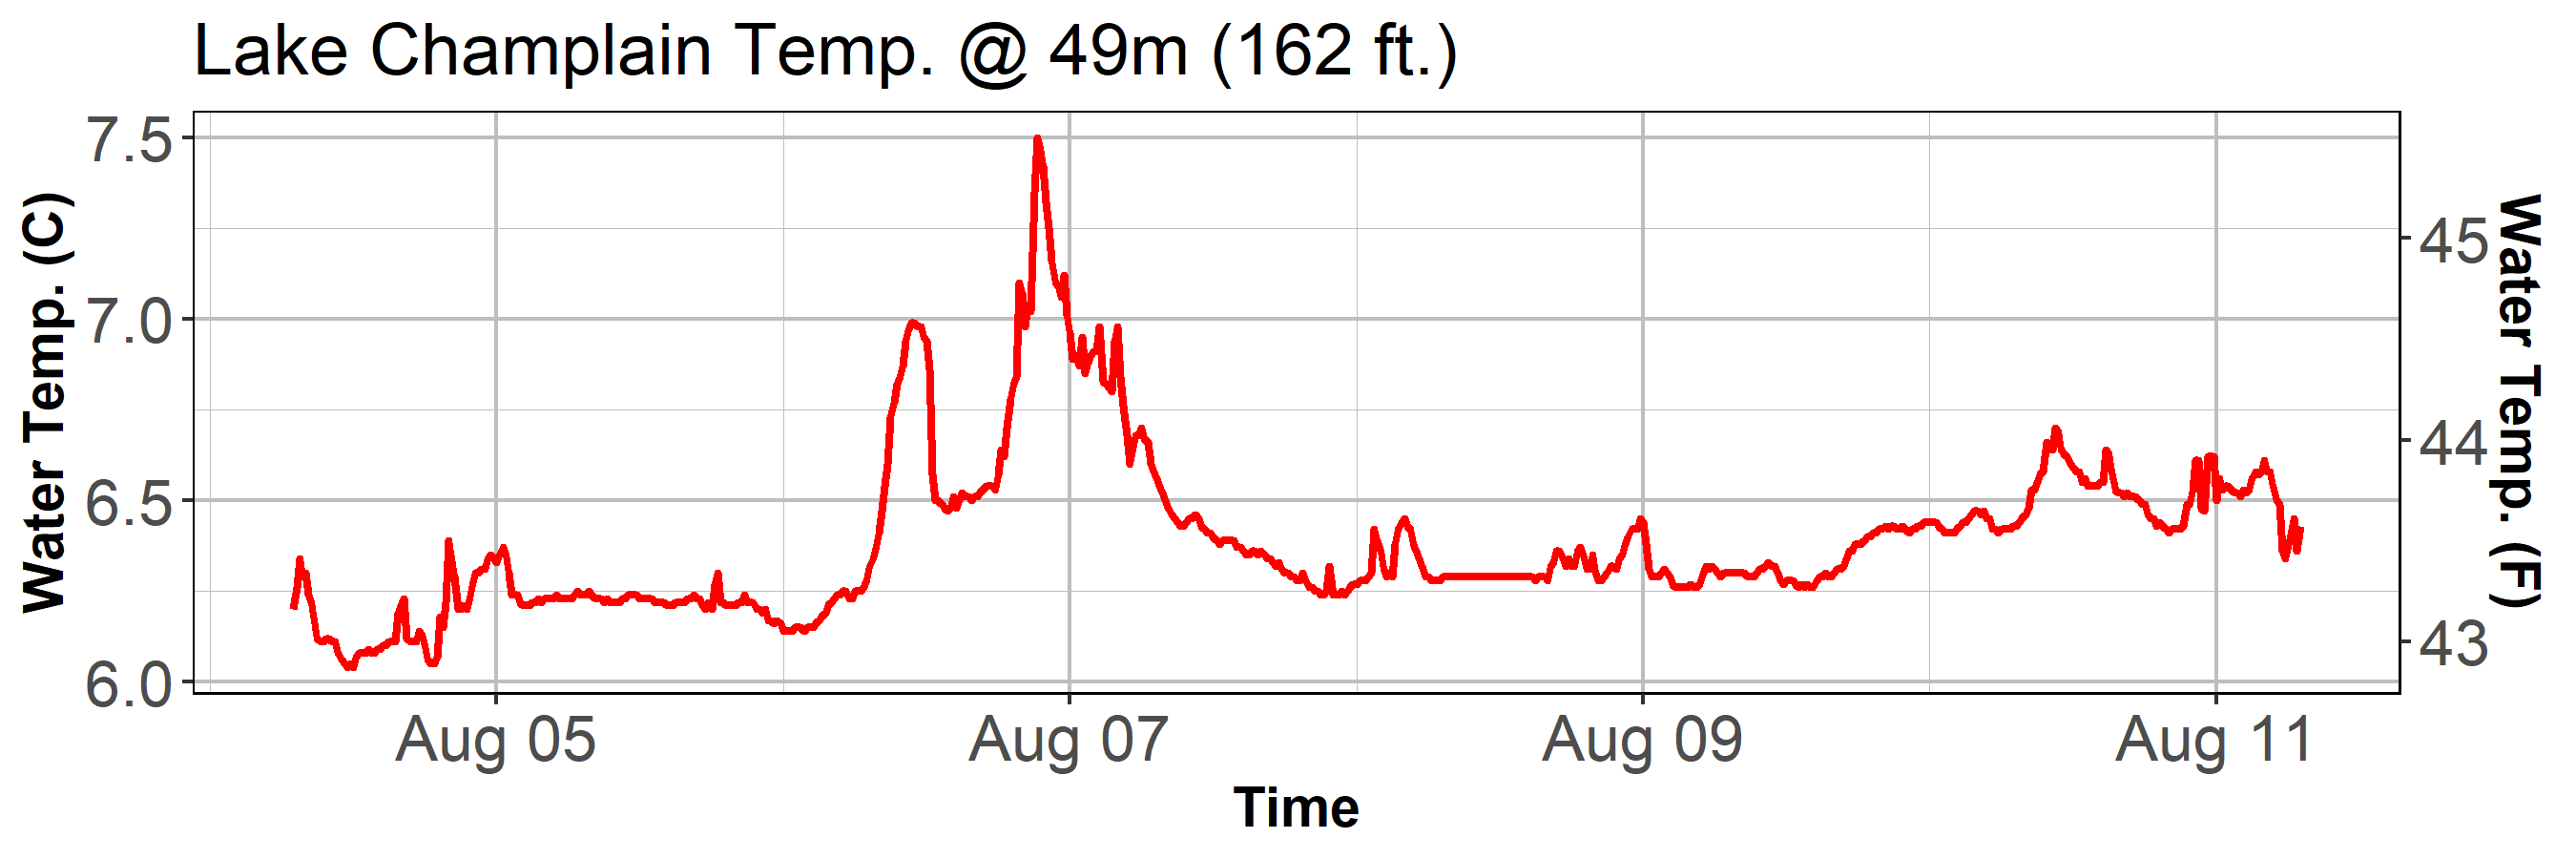 Lake Champlain Temp. @ 49m (162 ft.)
Water Temp. (C)
7.5
7.0
6.5
6.0
45
44
43
Water Temp. (F)
Aug 05
Aug 07
Aug 09
Aug 11
Time